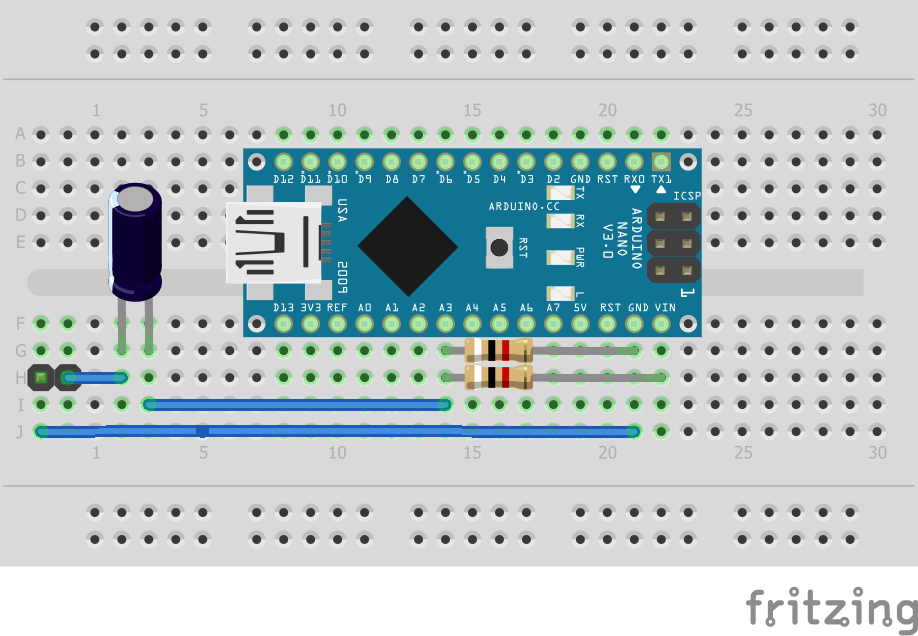 1 5 10 15 20 25 30
A
B
D12 D11 D10 D9 D8 D7 D6 D5 D4 D3 D2 GND RST RX0 TX1
C
TX
ICSP
D
USA
ARDUINO.CC
RX
ARDUINO
NANO
V3.0
E
RST
PWR
2009
L
1
D13 3V3 REF A0 A1 A2 A3 A4 A5 A6 A7 5V RST GND VIN
F
G
H
I
J
1 5 10 15 20 25 30
fritzing